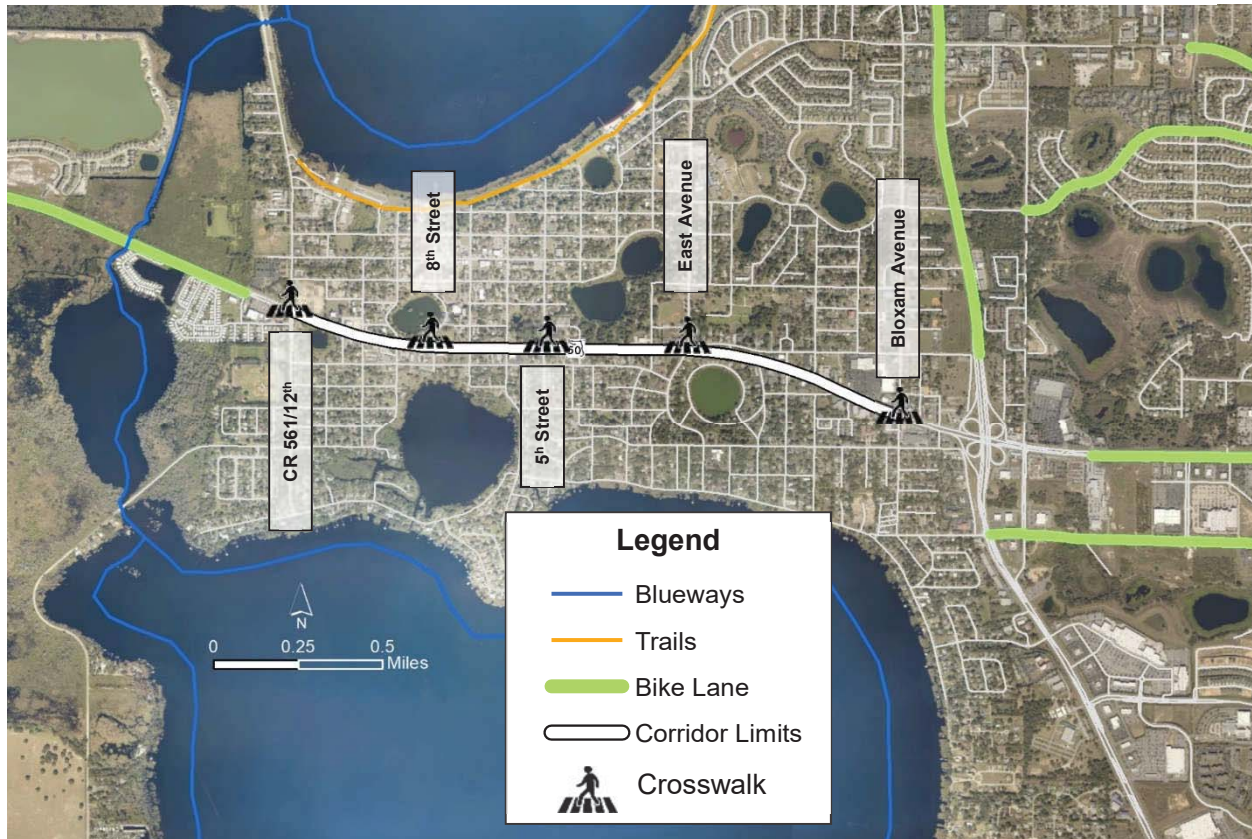 8th Street
East Avenue
Bloxam Avenue
50
CR 561/12th
5h Street
N
0 0.25 0.5
Miles
Legend
Blueways
Trails
Bike Lane
Corridor Limits
Crosswalk